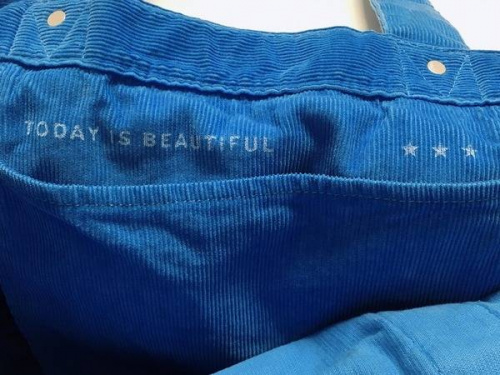 TODAY IS BEAUTIFUL ★ ★ ★